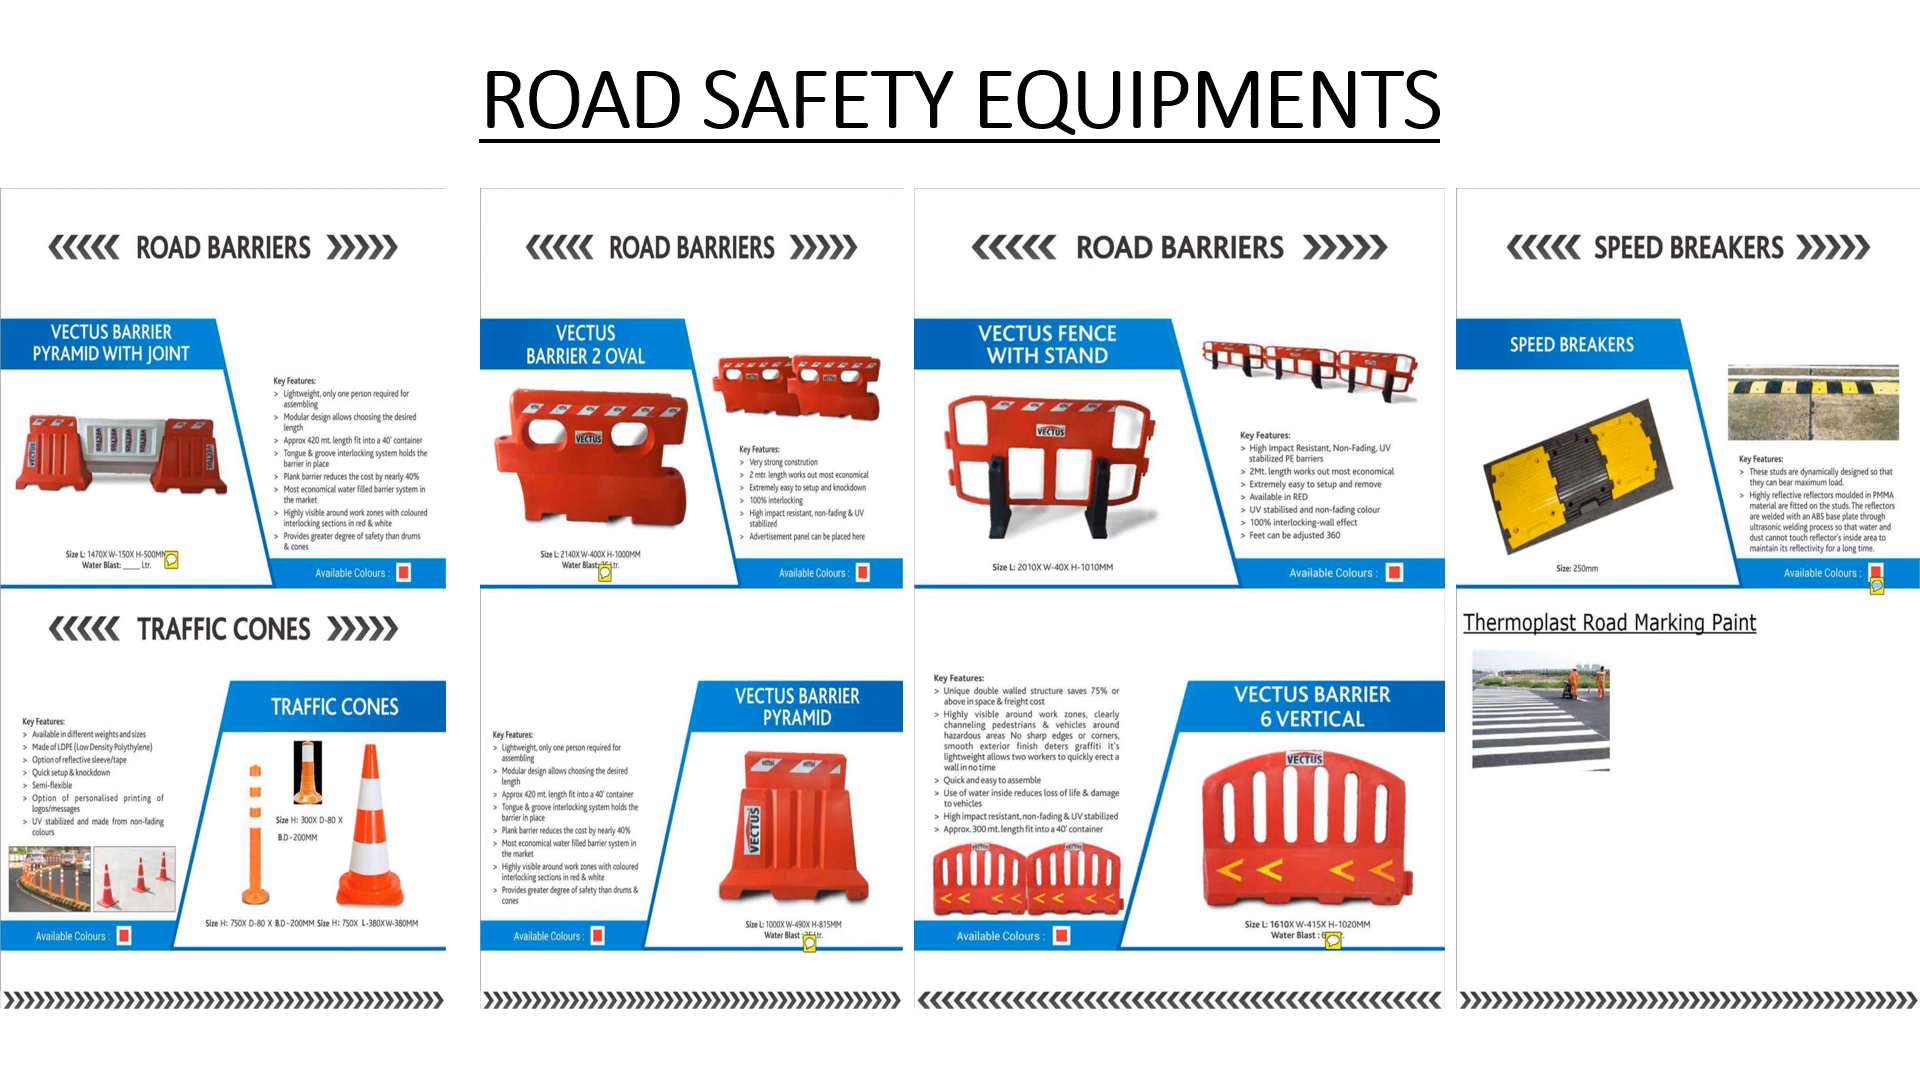 ROAD SAFETY EQUIPMENTS
ROAD BARRIERS
VECTUS BARRIER
PYRAMID WITH JOINT
Key Features:
> Lightweight, only one person required for
assembling
> Modular design allows choosing the desired
length
> Approx 420 mt. length fit into a 40' container
> Tongue & groove interlocking system holds the
barrier in place
> Plank barrier reduces the cost by nearly 40%
> Most economical water filled barrier system in
the market
> Highly visible around work zones with coloured
interlocking sections in red & white
> Provides greater degree of safety than drums
& cones
Size L: 1470X W-150X H-500MM
Water Blast: _____ Ltr.
Available Colours :
TRAFFIC CONES
TRAFFIC CONES
Key Features:
> Available in different weights and sizes
> Made of LDPE (Low Density Polythylene)
> Option of reflective sleeve/tape
> Quick setup & knockdown
> Semi-flexible
> Option of personalised printing of
logos/messages
> UV stabilized and made from non-fading
colours
Size H: 300X D-80 X
B.D - 200MM
Size H: 750X D-80 X B.D - 200MM Size H: 750X L-380XW-380MM
Available Colours :
ROAD BARRIERS
VECTUS
BARRIER 2 OVAL
VECTUS
Key Features:
> Very strong constrution
> 2 mtr. length works out most economical
> Extremely easy to setup and knockdown
> 100% interlocking
> High impact resistant, non-fading & UV
stabilized
> Advertisement panel can be placed here
Size L: 2140X W-400X H-1000MM
Water Blast: Ltr.
Available Colours :
VECTUS BARRIER
PYRAMID
Key Features:
> Lightweight, only one person required for
assembling
> Modular design allows choosing the desired
length
> Approx 420 mt. length fit into a 40' container
> Tongue & groove interlocking system holds the
barrier in place
> Plank barrier reduces the cost by nearly 40%
> Most economical water filled barrier system in
the market
> Highly visible around work zones with coloured
interlocking sections in red & white
> Provides greater degree of safety than drums &
cones
VECTUS
Size L: 1000X W-490X H-815MM
Water Blast : Ltr.
Available Colours :
ROAD BARRIERS
VECTUS FENCE
WITH STAND
VECTUS
Key Features:
> High Impact Resistant, Non-Fading, UV
stabilized PE barriers
> 2Mt. length works out most economical
> Extremely easy to setup and remove
> Available in RED
> UV stabilised and non-fading colour
> 100% interlocking-wall effect
> Feet can be adjusted 360
Size L: 2010X W-40X H-1010MM
Available Colours :
VECTUS BARRIER
6 VERTICAL
Key Features:
> Unique double walled structure saves 75% or
above in space & freight cost
> Highly visible around work zones, clearly
channeling pedestrians & vehicles around
hazardous areas No sharp edges or corners,
smooth exterior finish deters graffiti It's
lightweight allows two workers to quickly erect a
wall in no time
> Quick and easy to assemble
> Use of water inside reduces loss of life & damage
to vehicles
> High impact resistant, non-fading & UV stabilized
> Approx. 300 mt. length fit into a 40' container
VECTUS
Size L: 1610X W-415X H-1020MM
Water Blast :
Available Colours :
SPEED BREAKERS
SPEED BREAKERS
Key Features:
> These studs are dynamically designed so that
they can bear maximum load.
> Highly reflective reflectors moulded in PMMA
material are fitted on the studs. The reflectors
are welded with an ABS base plate through
ultrasonic welding process so that water and
dust cannot touch reflector's inside area to
maintain its reflectivity for a long time.
Size: 250mm
Available Colours :
Thermoplast Road Marking Paint